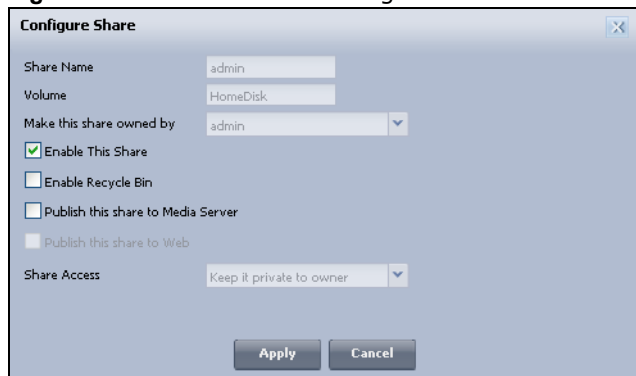 Configure Share
Share Name admin
Volume HomeDisk
Make this share owned by admin
Enable This Share
Enable Recycle Bin
Publish this share to Media Server
Publish this share to Web
Share Access Keep it private to owner
Apply Cancel